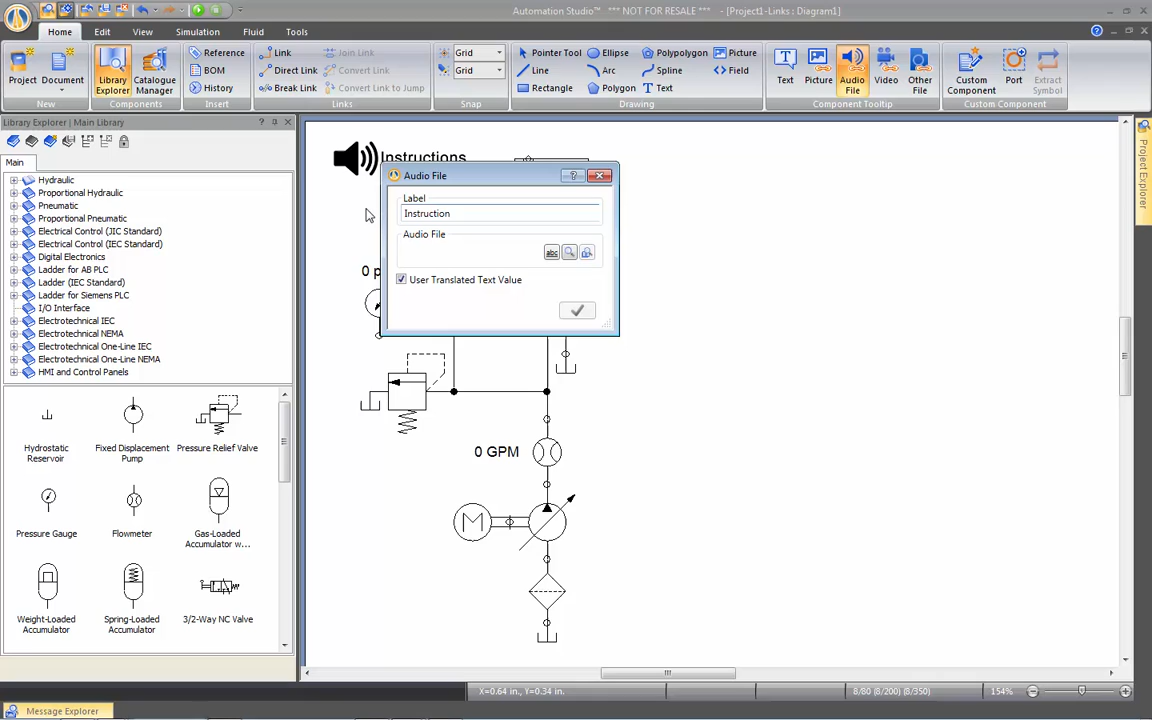 Automation Studio™ *** NOT FOR RESALE *** - [Project1-Links : Diagram1]
Home Edit View Simulation Fluid Tools
Project
Document
New
Library Explorer
Catalogue Manager
Components
Reference
BOM
History
Insert
Link
Direct Link
Break Link
Join Link
Convert Link
Convert Link to Jump
Links
Grid
Grid
Snap
Pointer Tool
Line
Rectangle
Ellipse
Arc
Polygon
Polypolygon
Spline
Text
Picture
Field
Drawing
Text
Picture
Audio File
Video
Other File
Component Tooltip
Custom Component
Port
Extract Symbol
Custom Component
Library Explorer | Main Library
Main
Hydraulic
Proportional Hydraulic
Pneumatic
Proportional Pneumatic
Electrical Control (JIC Standard)
Electrical Control (IEC Standard)
Digital Electronics
Ladder for AB PLC
Ladder (IEC Standard)
Ladder for Siemens PLC
I/O Interface
Electrotechnical IEC
Electrotechnical NEMA
Electrotechnical One-Line IEC
Electrotechnical One-Line NEMA
HMI and Control Panels
Hydrostatic Reservoir
Fixed Displacement Pump
Pressure Relief Valve
Pressure Gauge
Flowmeter
Gas-Loaded Accumulator w...
Weight-Loaded Accumulator
Spring-Loaded Accumulator
3/2-Way NC Valve
Instructions
Audio File
Label
Instruction
Audio File
abc
User Translated Text Value
0 p
0 GPM
M
Project Explorer
X=0.64 in., Y=0.34 in.
8/80 (8/200) (8/350)
154%
Message Explorer